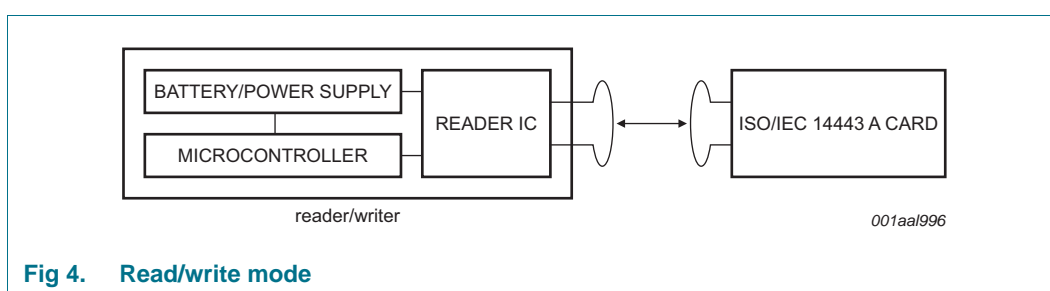 BATTERY/POWER SUPPLY
MICROCONTROLLER
READER IC
ISO/IEC 14443 A CARD
reader/writer
001aal996
Fig 4. Read/write mode